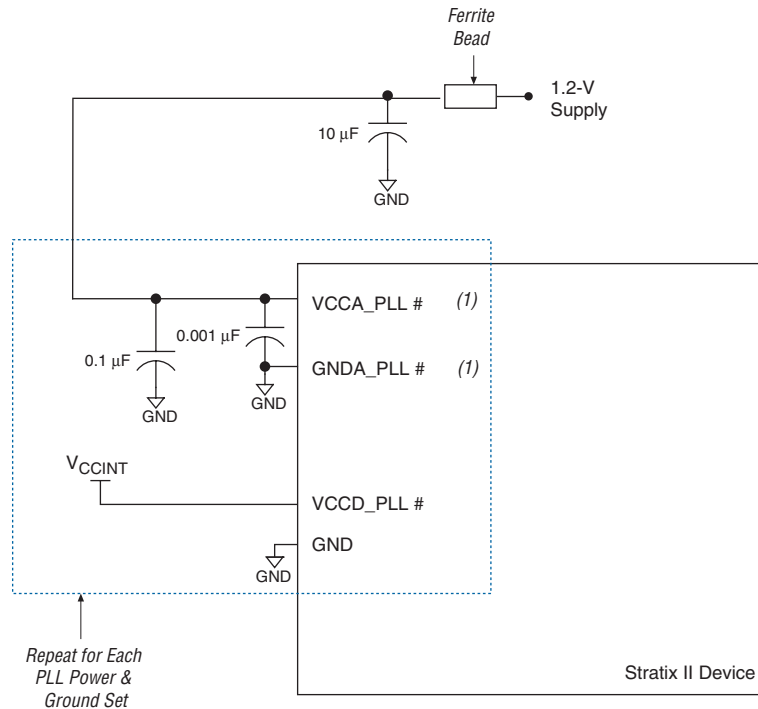 Ferrite
Bead
1.2-V
Supply
10 µF
GND
VCCA_PLL # (1)
0.001 µF
0.1 µF
GNDA_PLL # (1)
GND
GND
VCCINT
VCCD_PLL #
GND
GND
Repeat for Each
PLL Power &
Ground Set
Stratix II Device